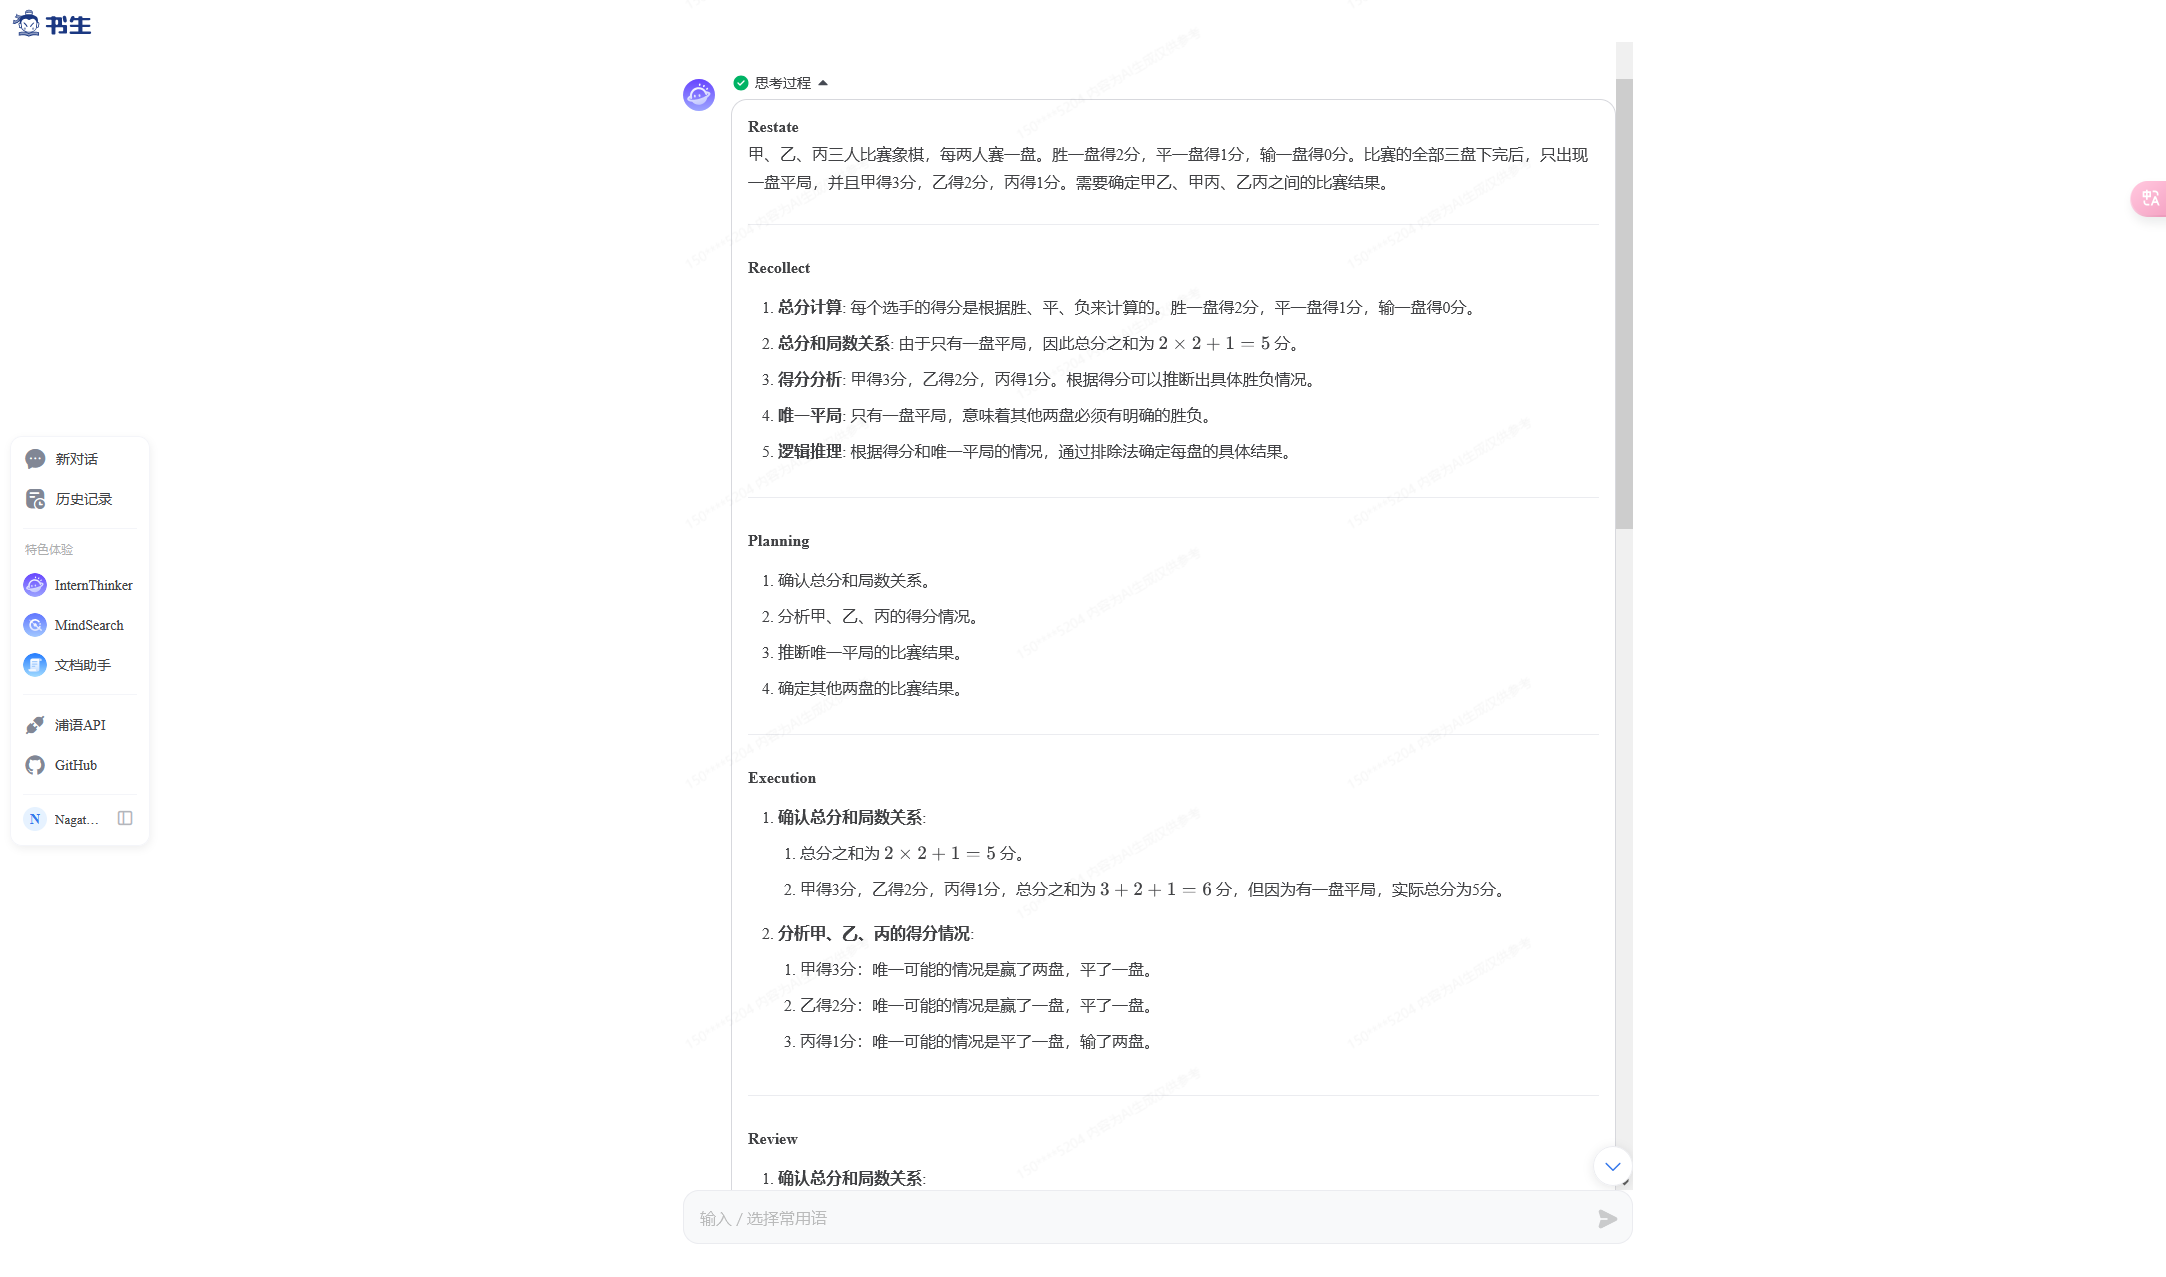 书生
思考过程
Restate
甲、乙、丙三人比赛象棋，每两人赛一盘。胜一盘得2分，平一盘得1分，输一盘得0分。比赛的全部三盘下完后，只出现
一盘平局，并且甲得3分，乙得2分，丙得1分。需要确定甲乙、甲丙、乙丙之间的比赛结果。
Recollect
1. 总分计算: 每个选手的得分是根据胜、平、负来计算的。胜一盘得2分，平一盘得1分，输一盘得0分。
2. 总分和局数关系: 由于只有一盘平局，因此总分之和为 2 × 2 + 1 = 5 分。
3. 得分分析: 甲得3分，乙得2分，丙得1分。根据得分可以推断出具体胜负情况。
4. 唯一平局: 只有一盘平局，意味着其他两盘必须有明确的胜负。
5. 逻辑推理: 根据得分和唯一平局的情况，通过排除法确定每盘的具体结果。
Planning
1. 确认总分和局数关系。
2. 分析甲、乙、丙的得分情况。
3. 推断唯一平局的比赛结果。
4. 确定其他两盘的比赛结果。
Execution
1. 确认总分和局数关系:
1. 总分之和为 2 × 2 + 1 = 5 分。
2. 甲得3分，乙得2分，丙得1分，总分之和为 3 + 2 + 1 = 6 分，但因为有一盘平局，实际总分为5分。
2. 分析甲、乙、丙的得分情况:
1. 甲得3分：唯一可能的情况是赢了两盘，平了一盘。
2. 乙得2分：唯一可能的情况是赢了一盘，平了一盘。
3. 丙得1分：唯一可能的情况是平了一盘，输了两盘。
Review
1. 确认总分和局数关系:
输入 / 选择常用语
新对话
历史记录
特色体验
InternThinker
MindSearch
文档助手
浦语API
GitHub
N Nagat...
150****5204 内容为AI生成仅供参考